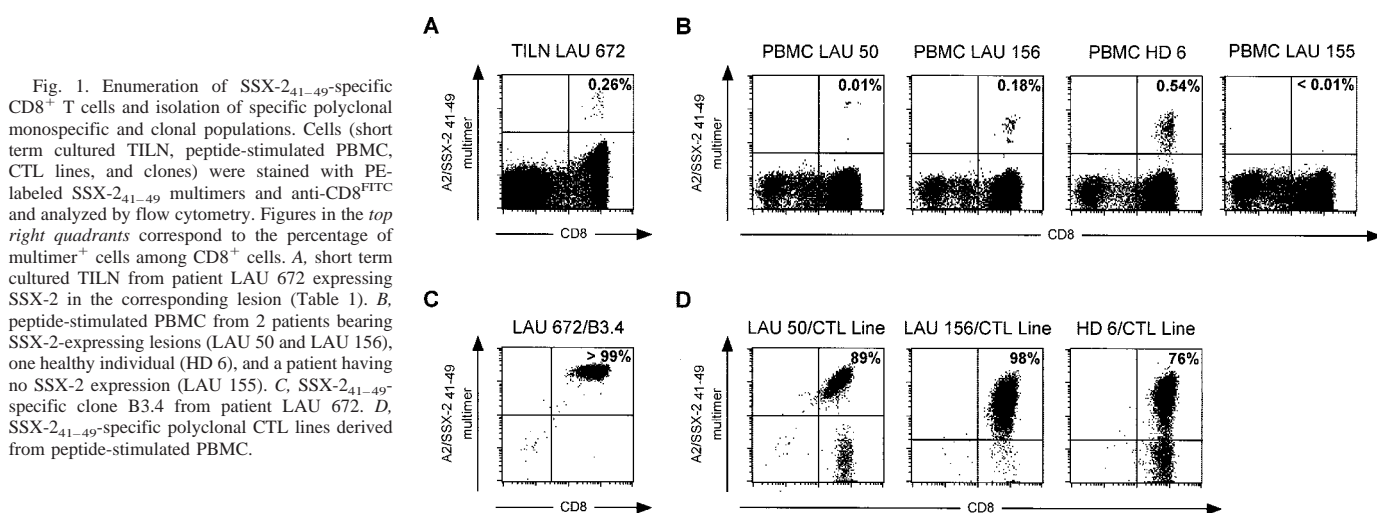 Fig. 1. Enumeration of SSX-2₄₁₋₄₉-specific
CD8⁺ T cells and isolation of specific polyclonal
monospecific and clonal populations. Cells (short
term cultured TILN, peptide-stimulated PBMC,
CTL lines, and clones) were stained with PE-
labeled SSX-2₄₁₋₄₉ multimers and anti-CD8ᶠᴵᵀᶜ
and analyzed by flow cytometry. Figures in the top
right quadrants correspond to the percentage of
multimer⁺ cells among CD8⁺ cells. A, short term
cultured TILN from patient LAU 672 expressing
SSX-2 in the corresponding lesion (Table 1). B,
peptide-stimulated PBMC from 2 patients bearing
SSX-2-expressing lesions (LAU 50 and LAU 156),
one healthy individual (HD 6), and a patient having
no SSX-2 expression (LAU 155). C, SSX-2₄₁₋₄₉-
specific clone B3.4 from patient LAU 672. D,
SSX-2₄₁₋₄₉-specific polyclonal CTL lines derived
from peptide-stimulated PBMC.
A
TILN LAU 672
0.26%
A2/SSX-2 41-49
multimer
CD8
B
PBMC LAU 50
PBMC LAU 156
PBMC HD 6
PBMC LAU 155
0.01%
0.18%
0.54%
< 0.01%
A2/SSX-2 41-49
multimer
CD8
C
LAU 672/B3.4
> 99%
A2/SSX-2 41-49
multimer
CD8
D
LAU 50/CTL Line
LAU 156/CTL Line
HD 6/CTL Line
89%
98%
76%
A2/SSX-2 41-49
multimer
CD8